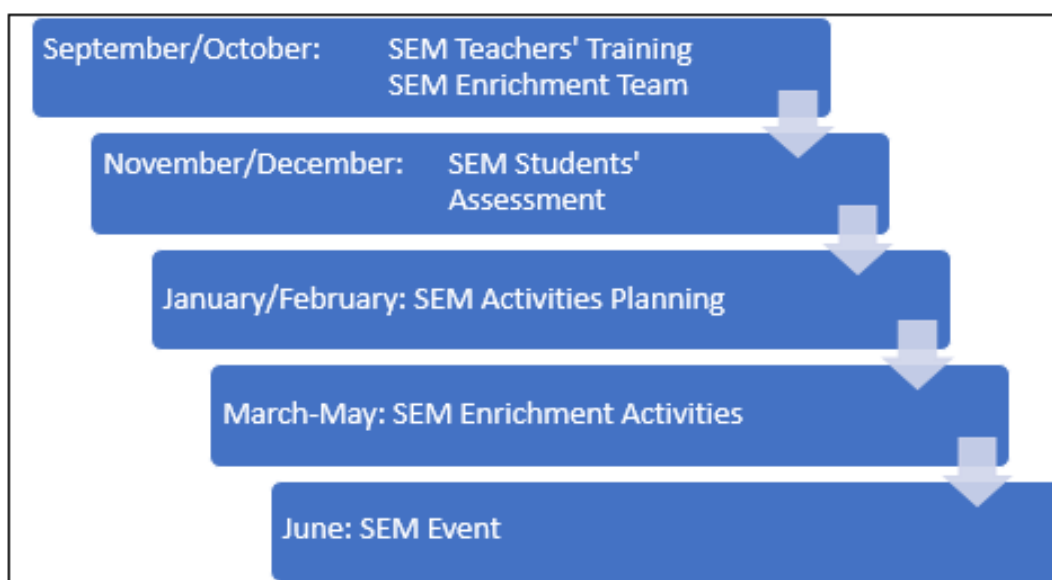 September/October: SEM Teachers' Training
SEM Enrichment Team
November/December: SEM Students'
Assessment
January/February: SEM Activities Planning
March-May: SEM Enrichment Activities
June: SEM Event